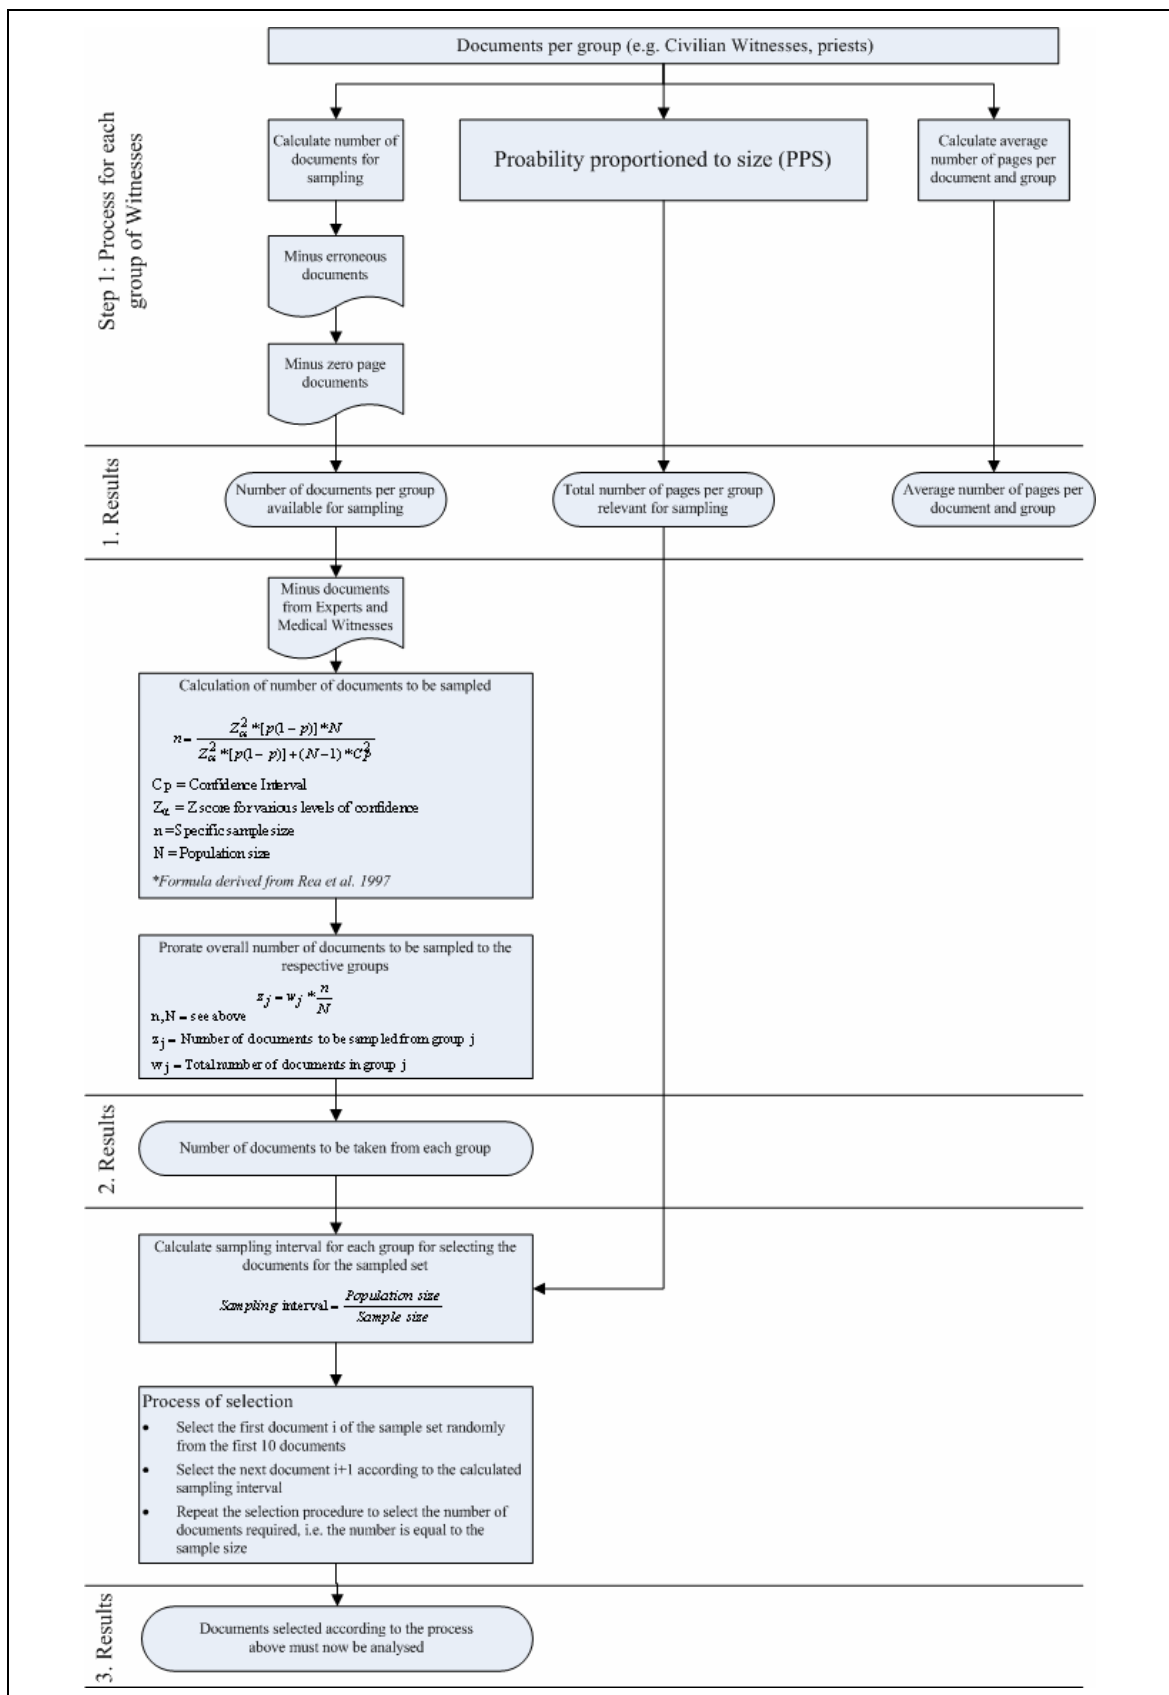 Documents per group (e.g. Civilian Witnesses, priests)
Step 1: Process for each
group of Witnesses
Calculate number of
documents for
sampling
Proability proportioned to size (PPS)
Calculate average
number of pages per
document and group
Minus erroneous
documents
Minus zero page
documents
1. Results
Number of documents per group
available for sampling
Total number of pages per group
relevant for sampling
Average number of pages per
document and group
Minus documents
from Experts and
Medical Witnesses
Calculation of number of documents to be sampled
n = Z²α *[p(1 − p)]*N / Z²α *[p(1 − p)]+(N−1)*C²p
Cp = Confidence Interval
Zα = Z score for various levels of confidence
n = Specific sample size
N = Population size
*Formula derived from Rea et al. 1997
Prorate overall number of documents to be sampled to the
respective groups
zj = wj * n/N
n,N = see above
zj = Number of documents to be sampled from group j
wj = Total number of documents in group j
2. Results
Number of documents to be taken from each group
Calculate sampling interval for each group for selecting the
documents for the sampled set
Sampling interval = Population size / Sample size
Process of selection
• Select the first document i of the sample set randomly
from the first 10 documents
• Select the next document i+1 according to the calculated
sampling interval
• Repeat the selection procedure to select the number of
documents required, i.e. the number is equal to the
sample size
3. Results
Documents selected according to the process
above must now be analysed